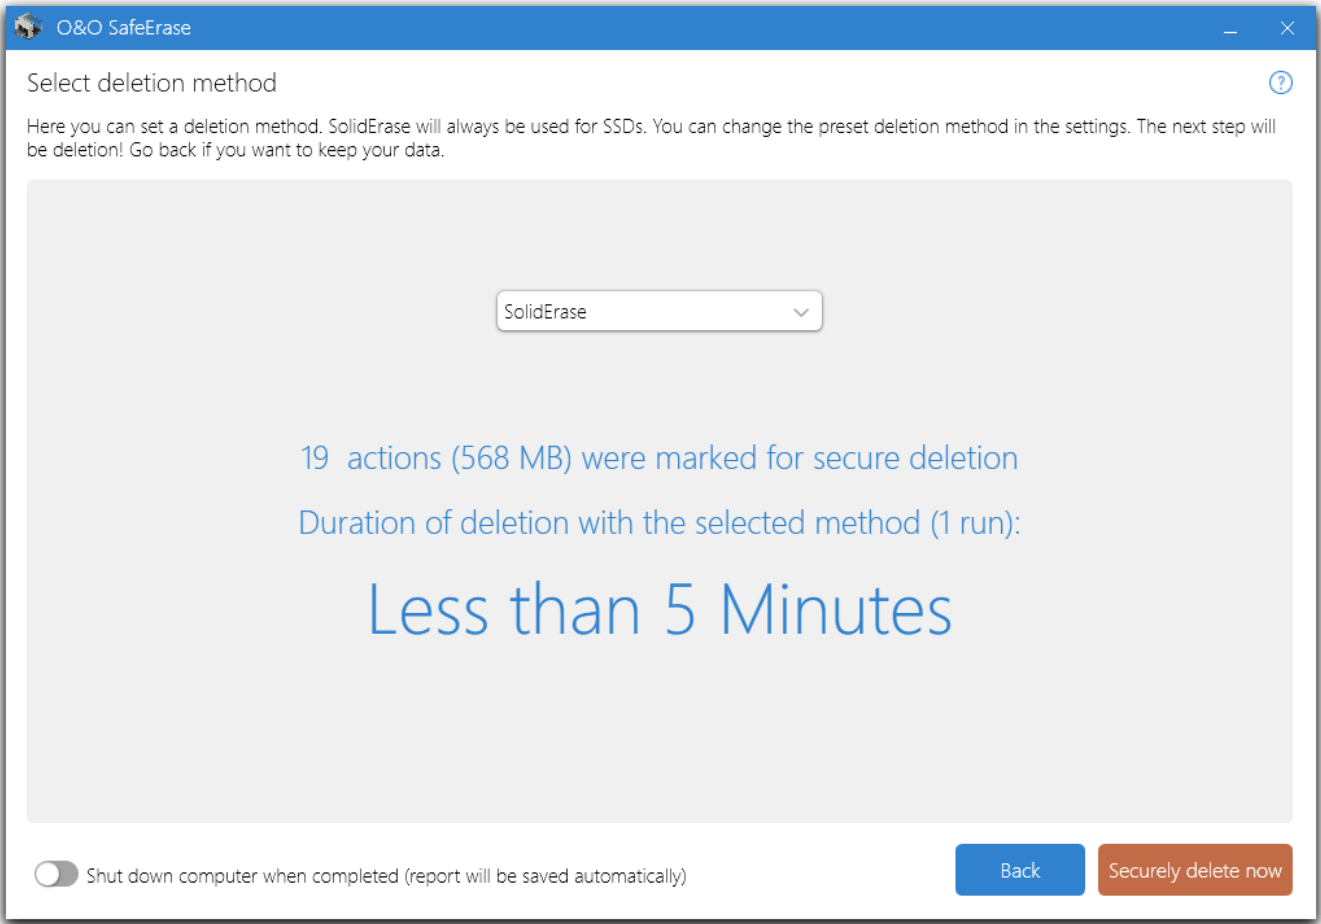 O&O SafeErase
Select deletion method
Here you can set a deletion method. SolidErase will always be used for SSDs. You can change the preset deletion method in the settings. The next step will
be deletion! Go back if you want to keep your data.
SolidErase
19 actions (568 MB) were marked for secure deletion
Duration of deletion with the selected method (1 run):
Less than 5 Minutes
Shut down computer when completed (report will be saved automatically)
Back
Securely delete now